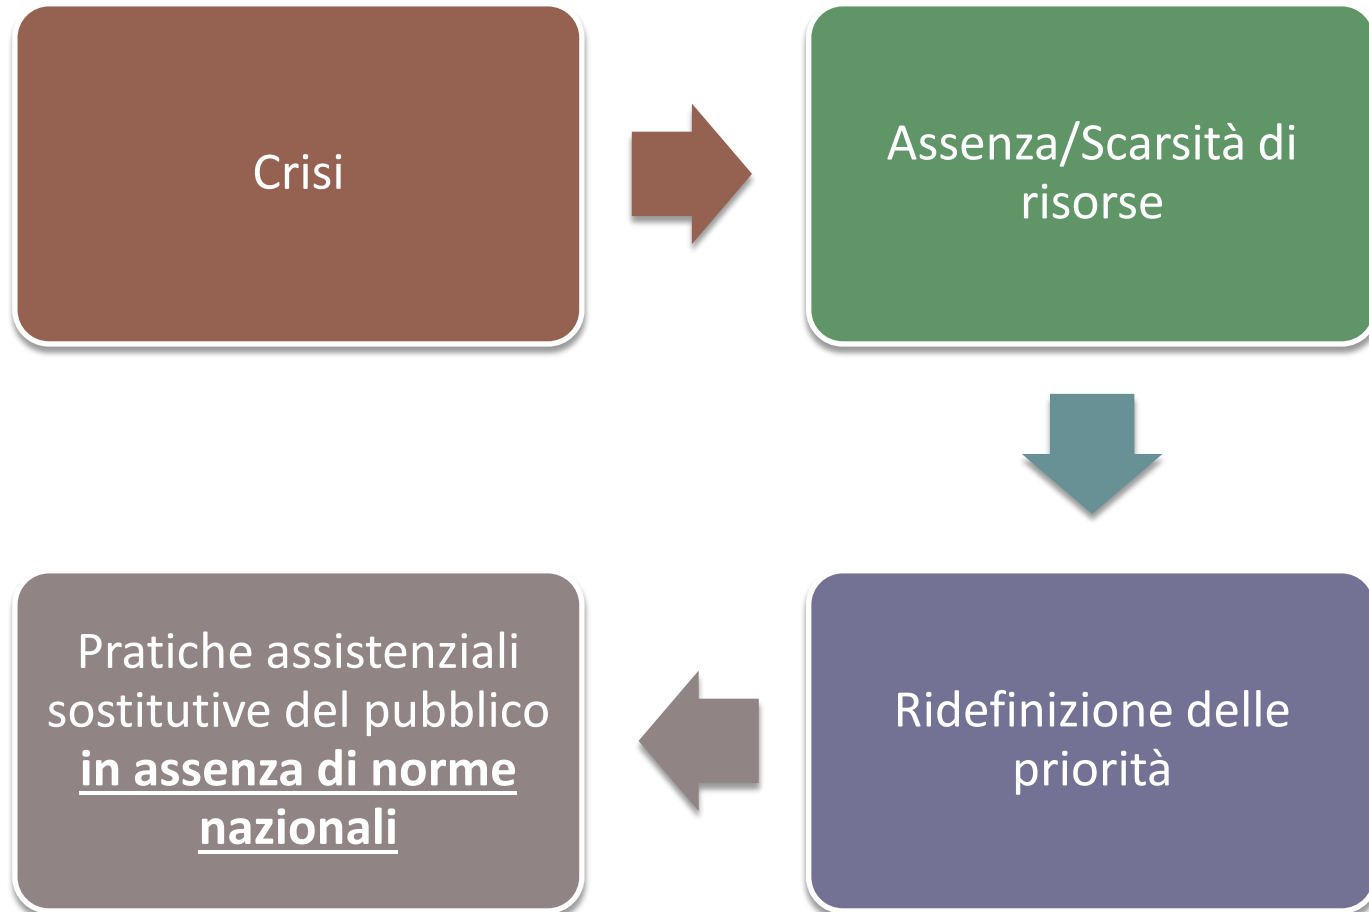 Crisi
Assenza/Scarsità di
risorse
Ridefinizione delle
priorità
Pratiche assistenziali
sostitutive del pubblico
in assenza di norme
nazionali